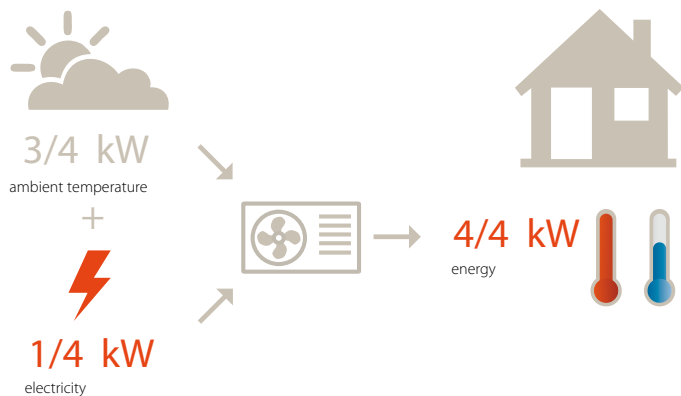 3/4 kW
ambient temperature
+
1/4 kW
electricity
4/4 kW
energy